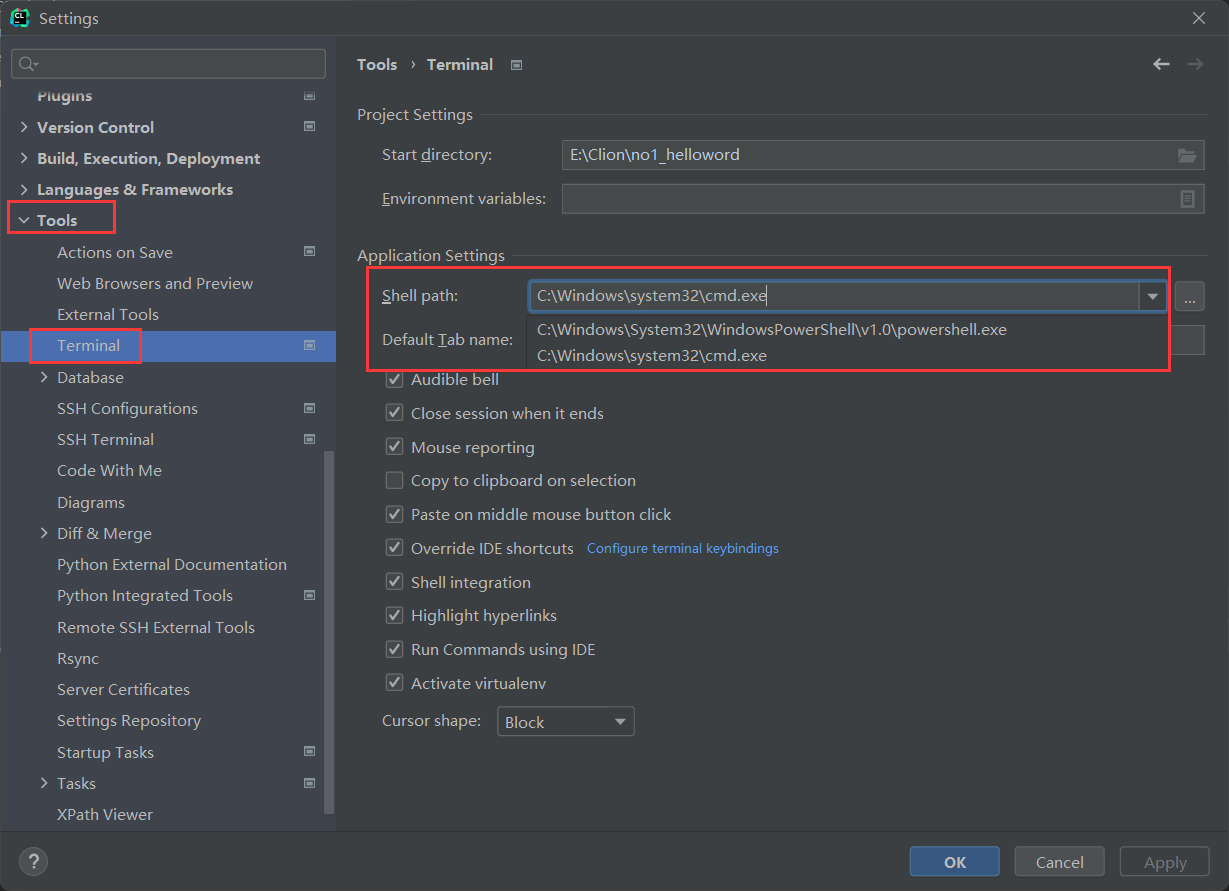 CL
Settings
Plugins
Version Control
Build, Execution, Deployment
Languages & Frameworks
Tools
Actions on Save
Web Browsers and Preview
External Tools
Terminal
Database
SSH Configurations
SSH Terminal
Code With Me
Diagrams
Diff & Merge
Python External Documentation
Python Integrated Tools
Remote SSH External Tools
Rsync
Server Certificates
Settings Repository
Startup Tasks
Tasks
XPath Viewer
Tools › Terminal
Project Settings
Start directory: E:\Clion\no1_helloword
Environment variables:
Application Settings
Shell path: C:\Windows\system32\cmd.exe ...
C:\Windows\System32\WindowsPowerShell\v1.0\powershell.exe
Default Tab name:
C:\Windows\system32\cmd.exe
Audible bell
Close session when it ends
Mouse reporting
Copy to clipboard on selection
Paste on middle mouse button click
Override IDE shortcuts Configure terminal keybindings
Shell integration
Highlight hyperlinks
Run Commands using IDE
Activate virtualenv
Cursor shape: Block
? OK Cancel Apply